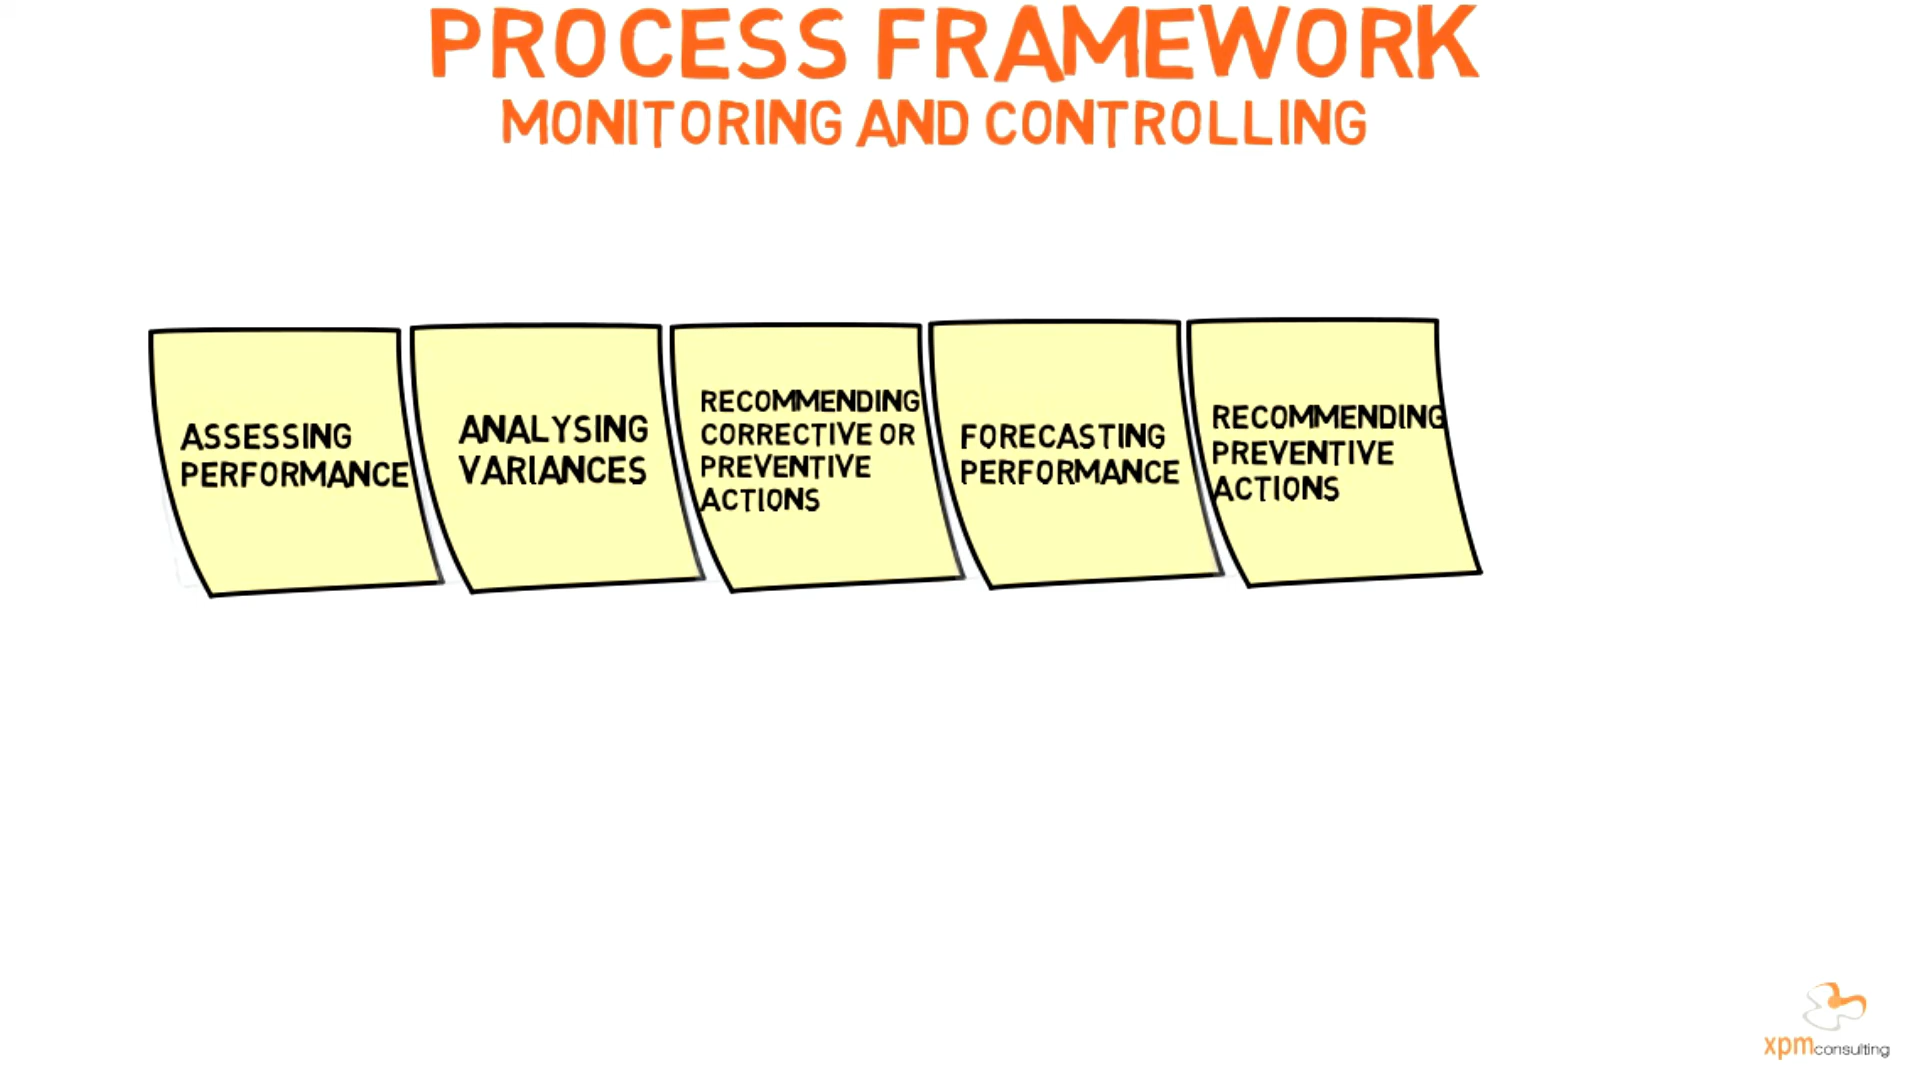 PROCESS FRAMEWORK
MONITORING AND CONTROLLING
ASSESSING
PERFORMANCE
ANALYSING
VARIANCES
RECOMMENDING
CORRECTIVE OR
PREVENTIVE
ACTIONS
FORECASTING
PERFORMANCE
RECOMMENDING
PREVENTIVE
ACTIONS
xpmconsulting